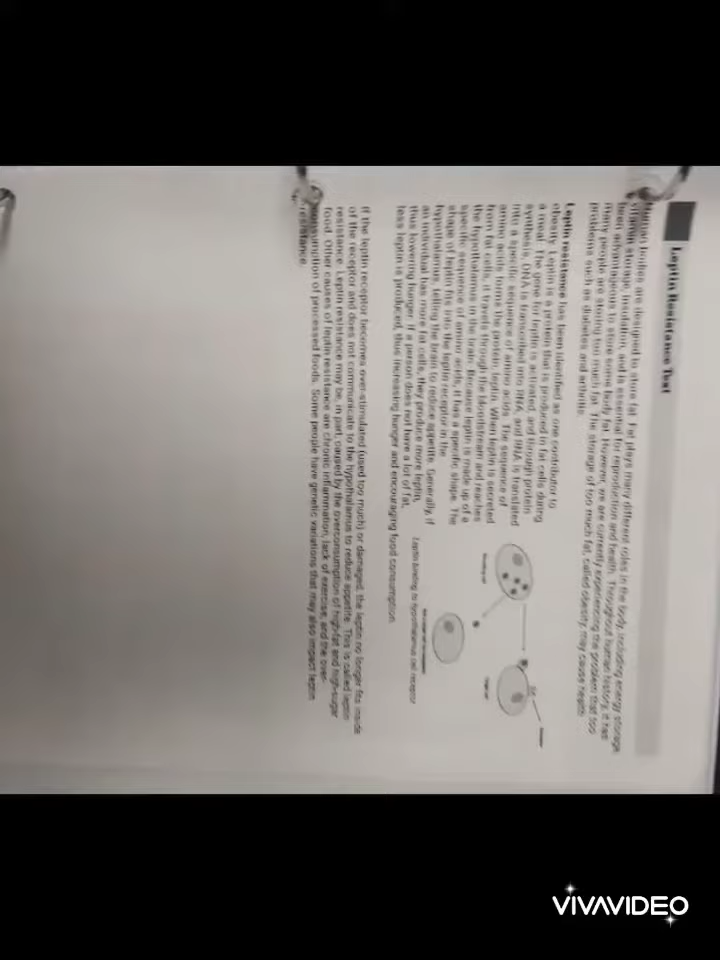 Leptin Resistance Text
Human bodies are designed to store fat. Fat plays many different roles in the body, including energy storage,
vitamin storage, insulation, and is essential for reproduction and health. Throughout human history, it has
been advantageous to store some body fat. However, we are currently experiencing the problem that too
many people are storing too much fat. The storage of too much fat, called obesity, may cause health
problems such as diabetes and arthritis.
Leptin resistance has been identified as one contributor to
obesity. Leptin is a protein that is produced in fat cells during
a meal. The gene for leptin is activated, and through protein
synthesis, DNA is transcribed into RNA, and RNA is translated
into a specific sequence of amino acids. The sequence of
amino acids forms the protein, leptin. When leptin is secreted
from fat cells, it travels through the bloodstream and reaches
the hypothalamus in the brain. Because leptin is made up of a
specific sequence of amino acids, it has a specific shape. The
shape of leptin fits into the leptin receptor in the
hypothalamus, telling the brain to reduce appetite. Generally, if
an individual has more fat cells, they produce more leptin,
thus lowering hunger. If a person does not have a lot of fat,
less leptin is produced, thus increasing hunger and encouraging food consumption.
Leptin binding to hypothalamus cell receptor
If the leptin receptor becomes over-stimulated (used too much) or damaged, the leptin no longer fits inside
of the receptor and does not communicate to the hypothalamus to reduce appetite. This is called leptin
resistance. Leptin resistance may be, in part, caused by the overconsumption of high-fat and high-sugar
food. Other causes of leptin resistance are chronic inflammation, lack of exercise, and the over-
consumption of processed foods. Some people have genetic variations that may also impact leptin
resistance.
VIVAVIDEO